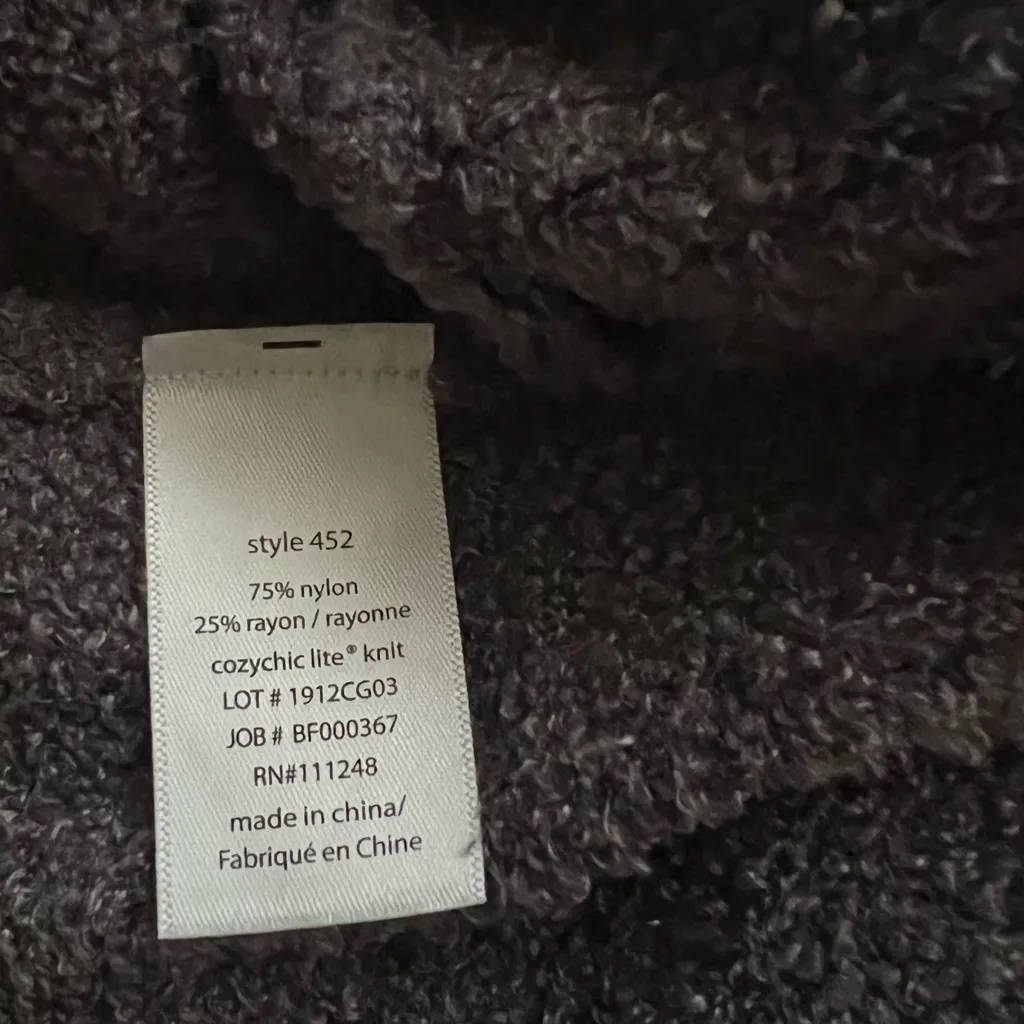 style 452
75% nylon
25% rayon / rayonne
cozychic lite® knit
LOT # 1912CG03
JOB # BF000367
RN#111248
made in china/
Fabriqué en Chine